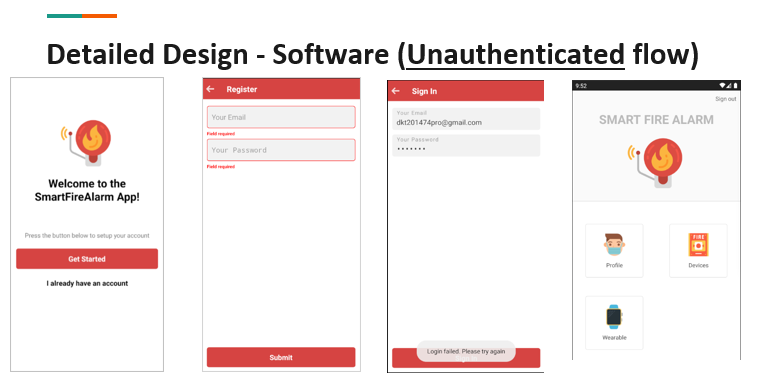 Detailed Design - Software (Unauthenticated flow)
Welcome to the
SmartFireAlarm App!
Press the button below to setup your account
Get Started
I already have an account
Register
Your Email
Field required
Your Password
Field required
Submit
Sign In
Your Email
dkt201474pro@gmail.com
Your Password
•••••••
Login failed. Please try again
9:52
Sign out
SMART FIRE ALARM
Profile
FIRE
Devices
Wearable